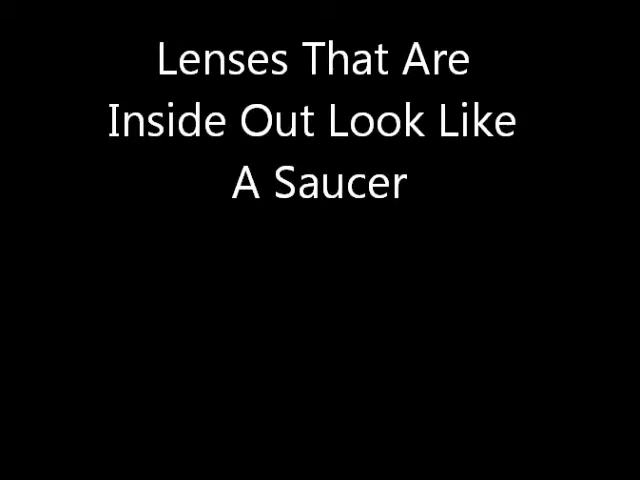 Lenses That Are
Inside Out Look Like
A Saucer